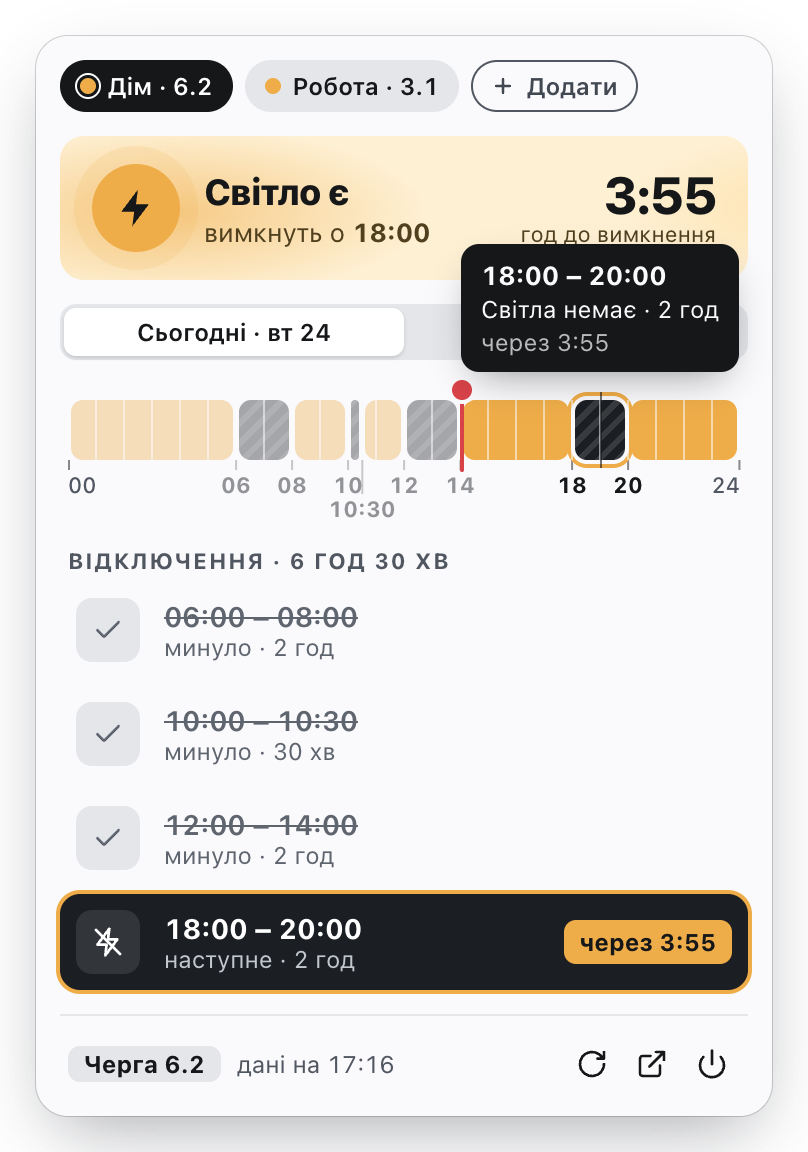 Дім · 6.2
Робота · 3.1
+ Додати
Світло є
вимкнуть о 18:00
3:55
год до вимкнення
18:00 – 20:00
Світла немає · 2 год
через 3:55
Сьогодні · вт 24
00 06 08 10 12 14 18 20 24
10:30
ВІДКЛЮЧЕННЯ · 6 ГОД 30 ХВ
06:00 – 08:00
минуло · 2 год
10:00 – 10:30
минуло · 30 хв
12:00 – 14:00
минуло · 2 год
18:00 – 20:00
наступне · 2 год
через 3:55
Черга 6.2
дані на 17:16